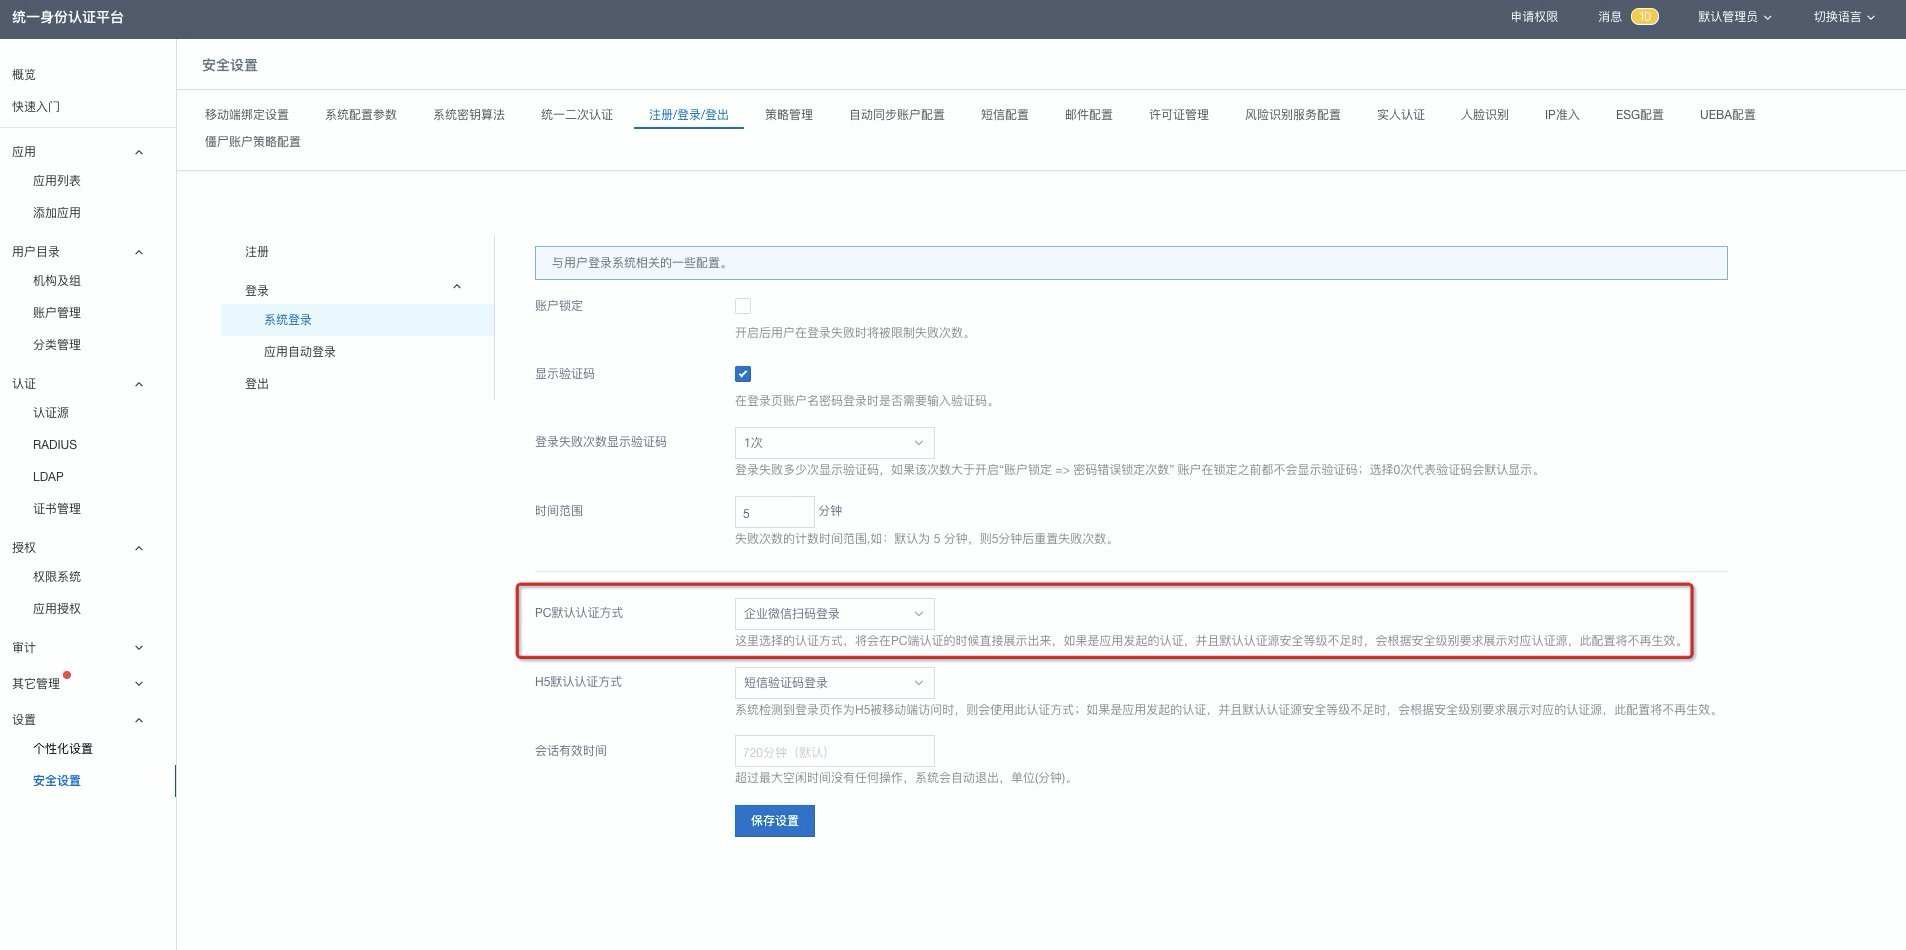 统一身份认证平台
申请权限
消息 10
默认管理员
切换语言
概览
快速入门
应用
应用列表
添加应用
用户目录
机构及组
账户管理
分类管理
认证
认证源
RADIUS
LDAP
证书管理
授权
权限系统
应用授权
审计
其它管理
设置
个性化设置
安全设置
安全设置
移动端绑定设置 系统配置参数 系统密钥算法 统一二次认证 注册/登录/登出 策略管理 自动同步账户配置 短信配置 邮件配置 许可证管理 风险识别服务配置 实人认证 人脸识别 IP准入 ESG配置 UEBA配置
僵尸账户策略配置
注册
登录
系统登录
应用自动登录
登出
与用户登录系统相关的一些配置。
账户锁定
开启后用户在登录失败时将被限制失败次数。
显示验证码
在登录页账户名密码登录时是否需要输入验证码。
登录失败次数显示验证码
1次
登录失败多少次显示验证码，如果该次数大于开启“账户锁定 => 密码错误锁定次数” 账户在锁定之前都不会显示验证码；选择0次代表验证码会默认显示。
时间范围
5 分钟
失败次数的计数时间范围,如：默认为 5 分钟，则5分钟后重置失败次数。
PC默认认证方式
企业微信扫码登录
这里选择的认证方式，将会在PC端认证的时候直接展示出来，如果是应用发起的认证，并且默认认证源安全等级不足时，会根据安全级别要求展示对应认证源，此配置将不再生效。
H5默认认证方式
短信验证码登录
系统检测到登录页作为H5被移动端访问时，则会使用此认证方式；如果是应用发起的认证，并且默认认证源安全等级不足时，会根据安全级别要求展示对应的认证源，此配置将不再生效。
会话有效时间
720分钟（默认）
超过最大空闲时间没有任何操作，系统会自动退出，单位(分钟)。
保存设置